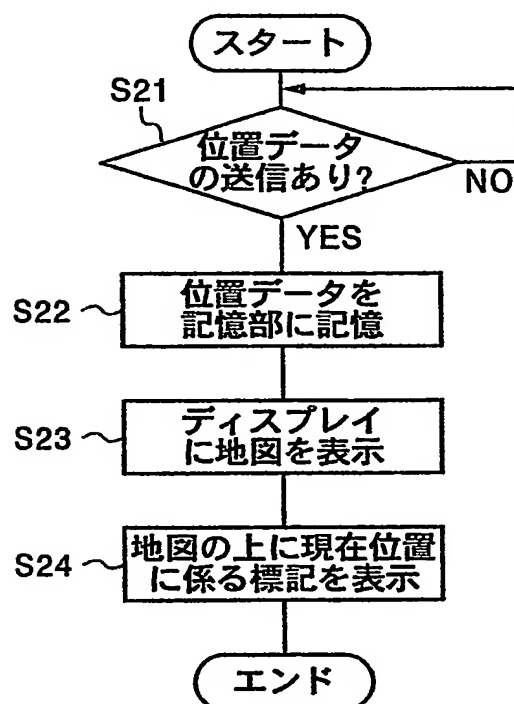 スタート
S21
位置データ
の送信あり?
NO
YES
S22
位置データを
記憶部に記憶
S23
ディスプレイ
に地図を表示
S24
地図の上に現在位置
に係る標記を表示
エンド